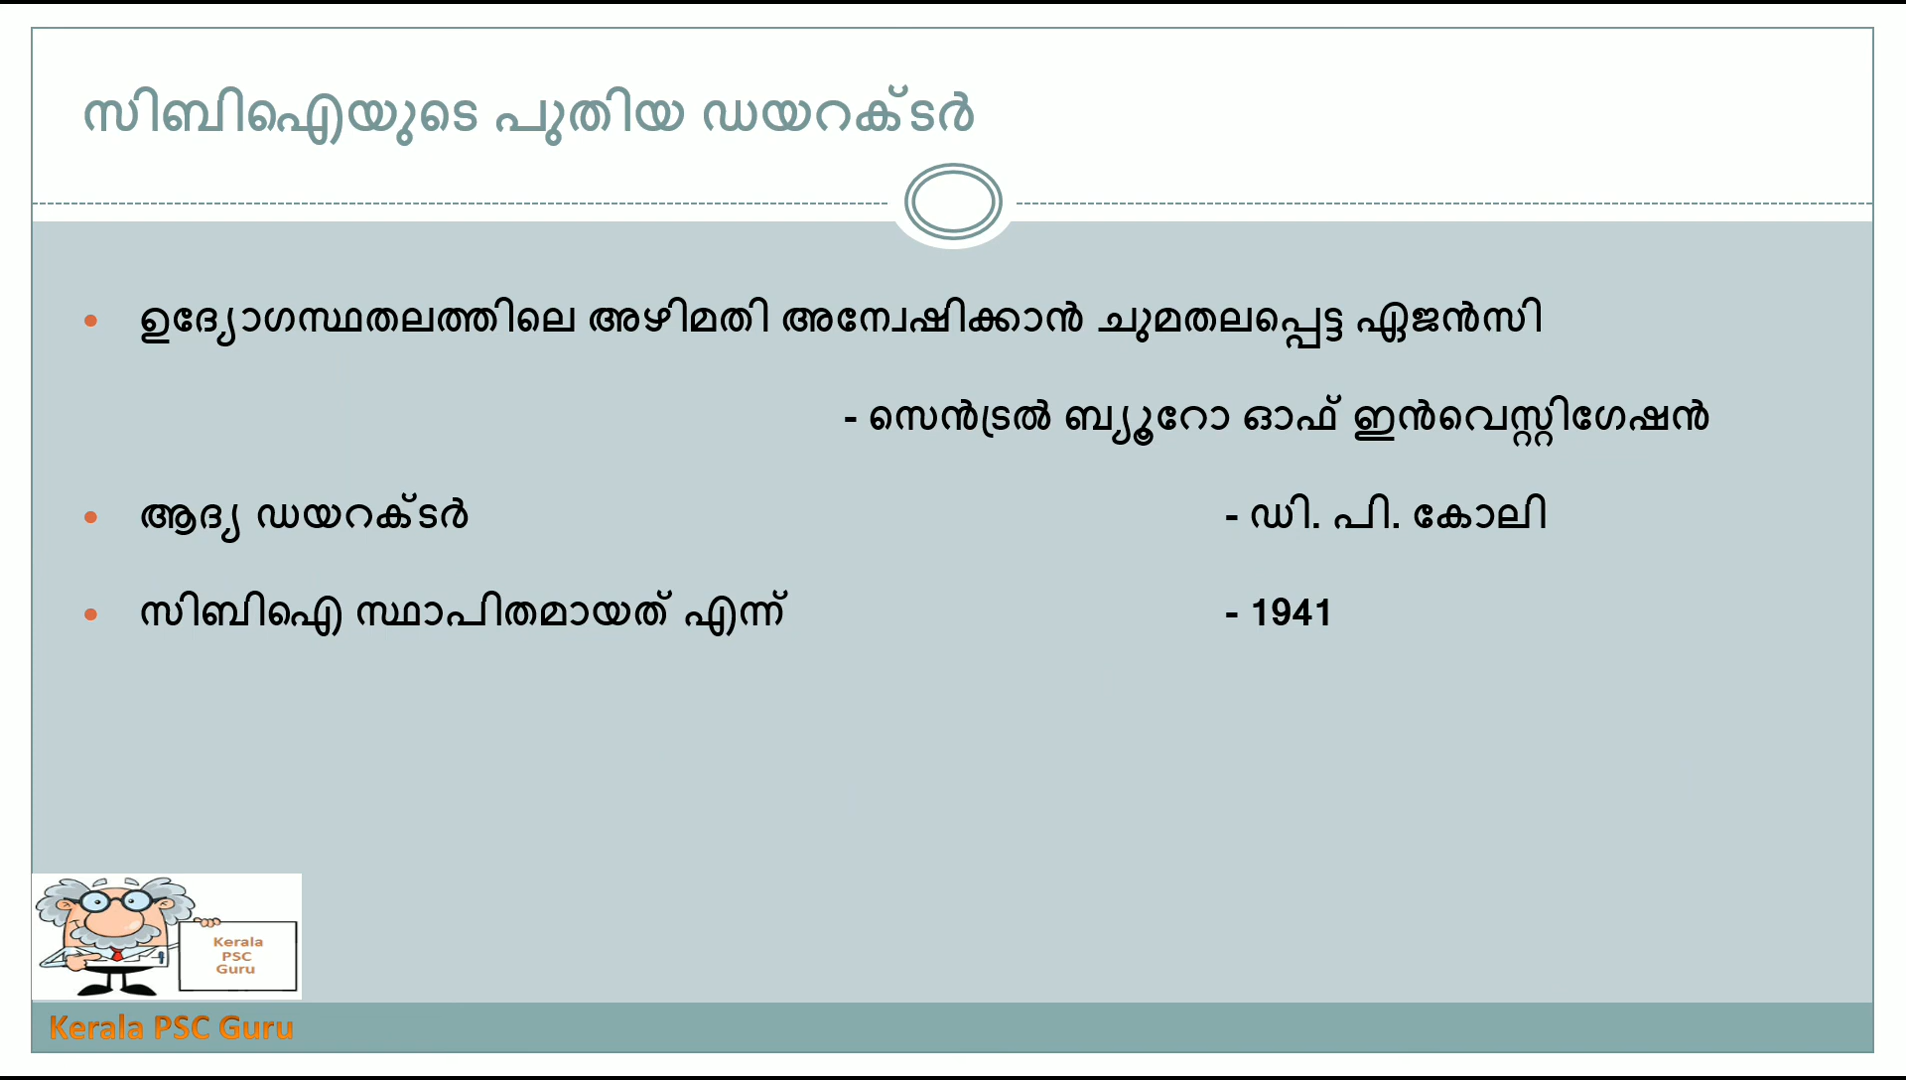 സിബിഐയുടെ പുതിയ ഡയറക്ടർ
• ഉദ്യോഗസ്ഥതലത്തിലെ അഴിമതി അന്വേഷിക്കാൻ ചുമതലപ്പെട്ട ഏജൻസി
- സെൻട്രൽ ബ്യൂറോ ഓഫ് ഇൻവെസ്റ്റിഗേഷൻ
• ആദ്യ ഡയറക്ടർ - ഡി. പി. കോലി
• സിബിഐ സ്ഥാപിതമായത് എന്ന് - 1941
Kerala
PSC
Guru
Kerala PSC Guru